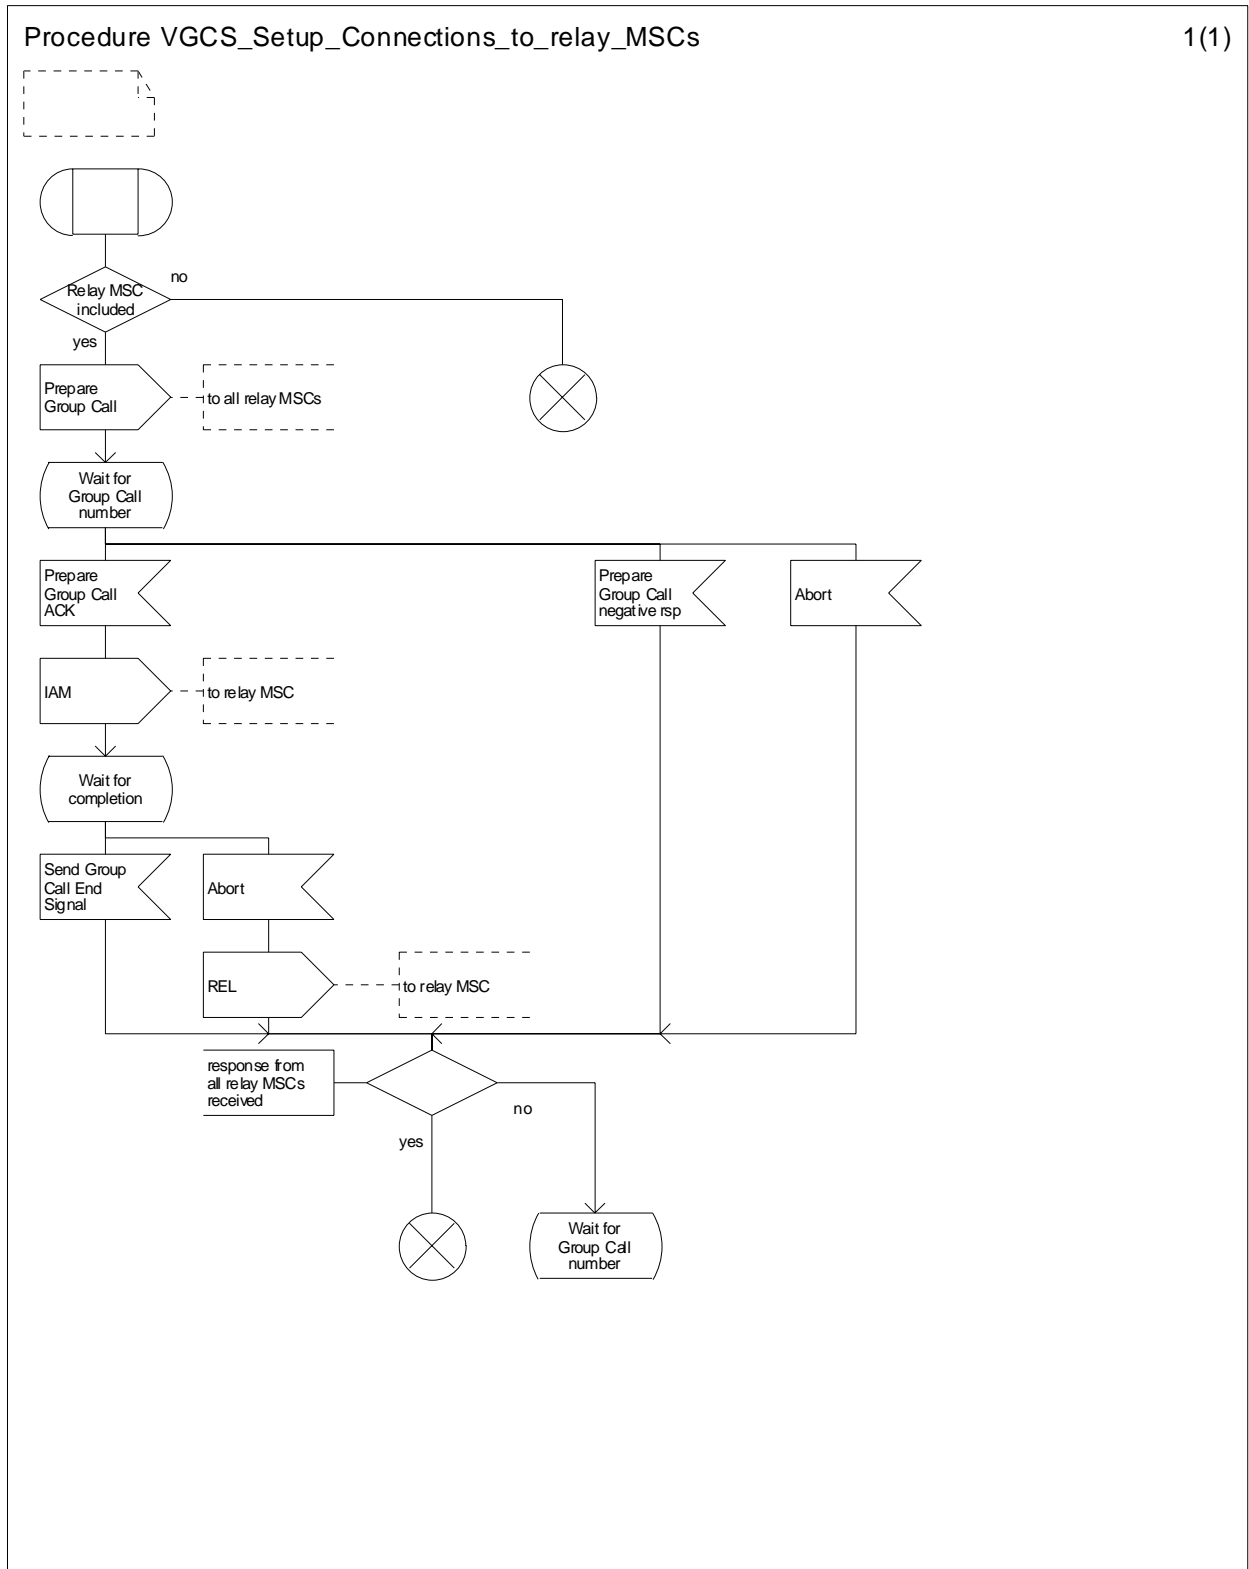 Procedure VGCS_Setup_Connections_to_relay_MSCs 1(1)
Relay MSC
included
no
yes
Prepare
Group Call
to all relay MSCs
Wait for
Group Call
number
Prepare
Group Call
ACK
Prepare
Group Call
negative rsp
Abort
IAM
to relay MSC
Wait for
completion
Send Group
Call End
Signal
Abort
REL
to relay MSC
response from
all relay MSCs
received
no
yes
Wait for
Group Call
number